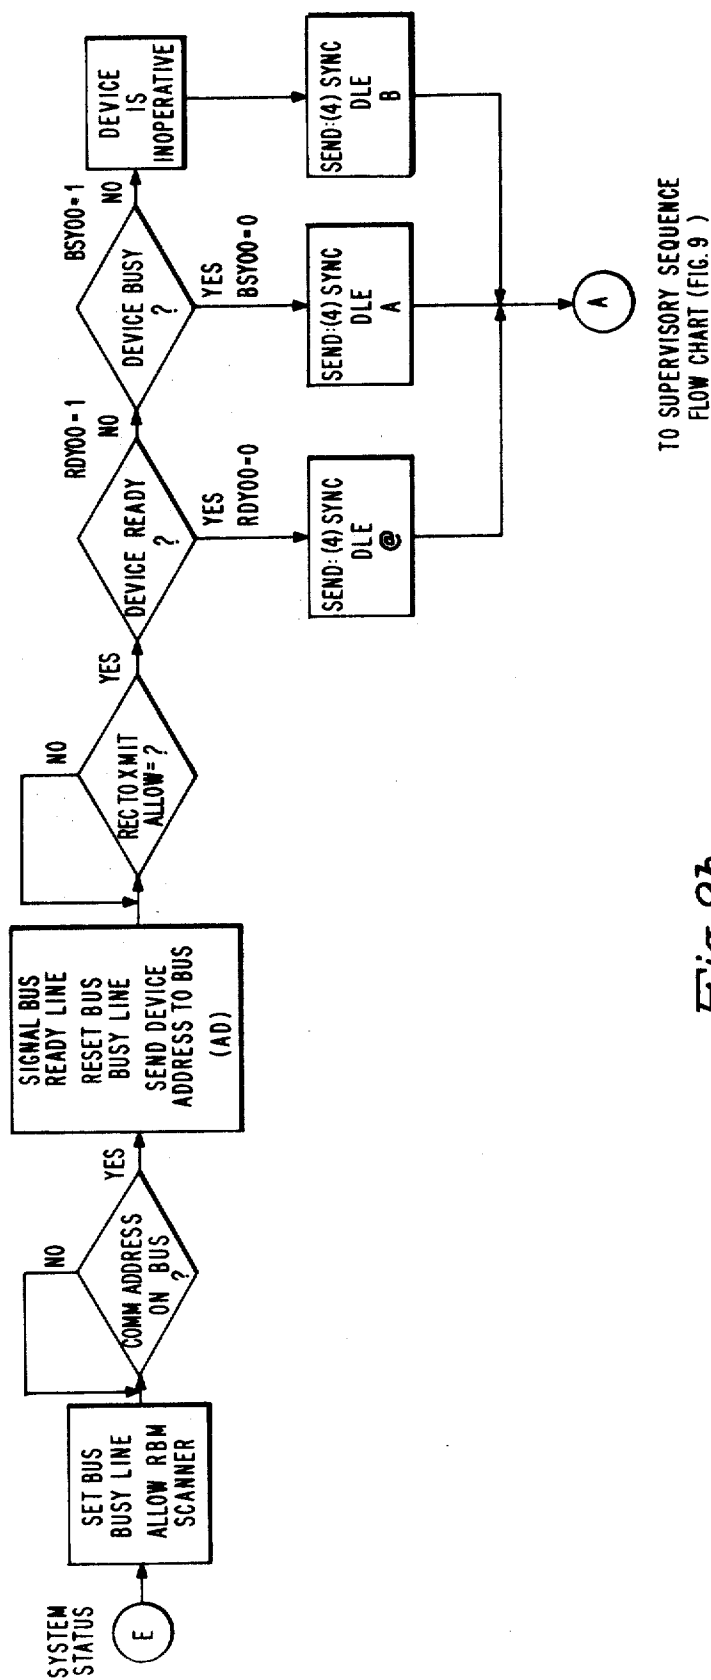 SYSTEM
STATUS
E
SET BUS
BUSY LINE
ALLOW RBM
SCANNER
COMM ADDRESS
ON BUS
?
NO
YES
SIGNAL BUS
READY LINE
RESET BUS
BUSY LINE
SEND DEVICE
ADDRESS TO BUS
(AD)
REC TO XMIT
ALLOW=?
NO
YES
DEVICE READY
?
RDY00=1
NO
YES
RDY00=0
DEVICE BUSY
?
BSY00=1
NO
YES
BSY00=0
DEVICE
IS
INOPERATIVE
SEND:(4) SYNC
DLE
@
SEND:(4) SYNC
DLE
A
SEND:(4) SYNC
DLE
B
A
TO SUPERVISORY SEQUENCE
FLOW CHART (FIG. 9 )